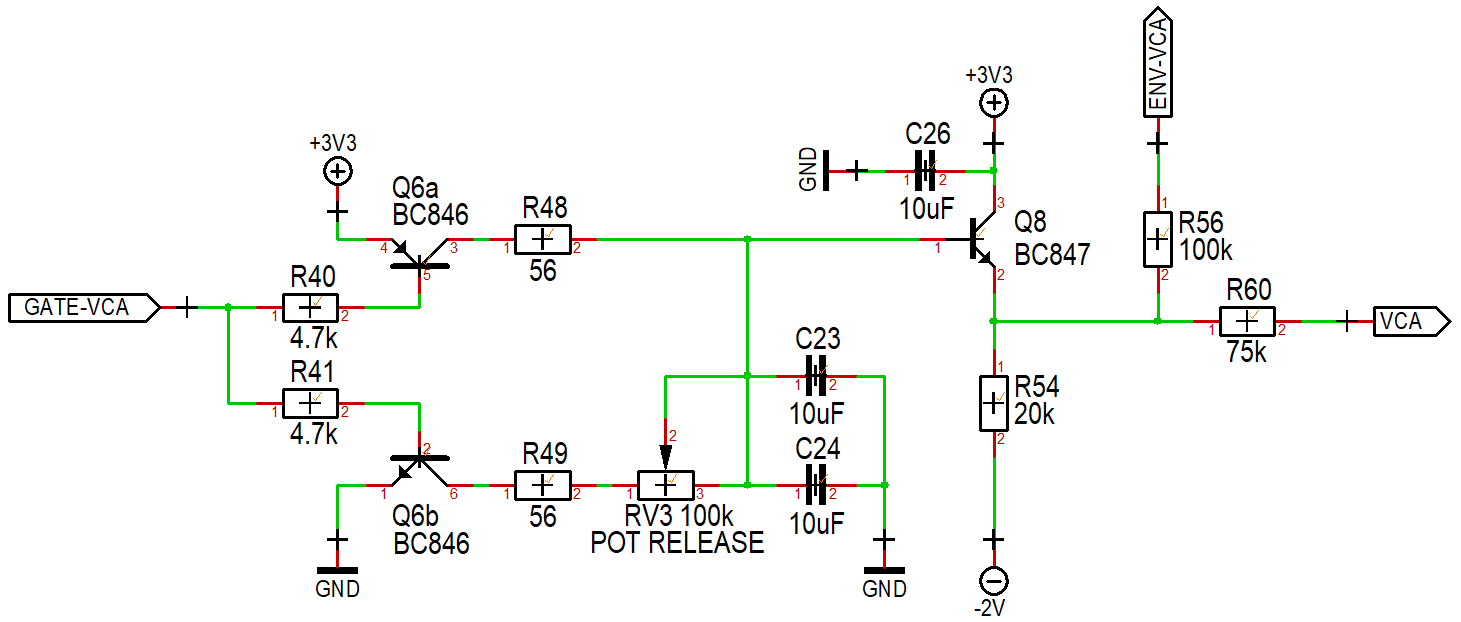 +3V3
Q6a
BC846
4
3
5
R48
1
2
56
GATE-VCA
R40
1
2
4.7k
R41
1
2
4.7k
2
1
6
Q6b
BC846
GND
R49
1
2
56
2
1
3
RV3 100k
POT RELEASE
C23
1
2
10uF
C24
1
2
10uF
GND
+3V3
GND
C26
1
2
10uF
3
1
2
Q8
BC847
1
R54
20k
2
-2V
ENV-VCA
1
R56
100k
2
R60
1
2
75k
VCA